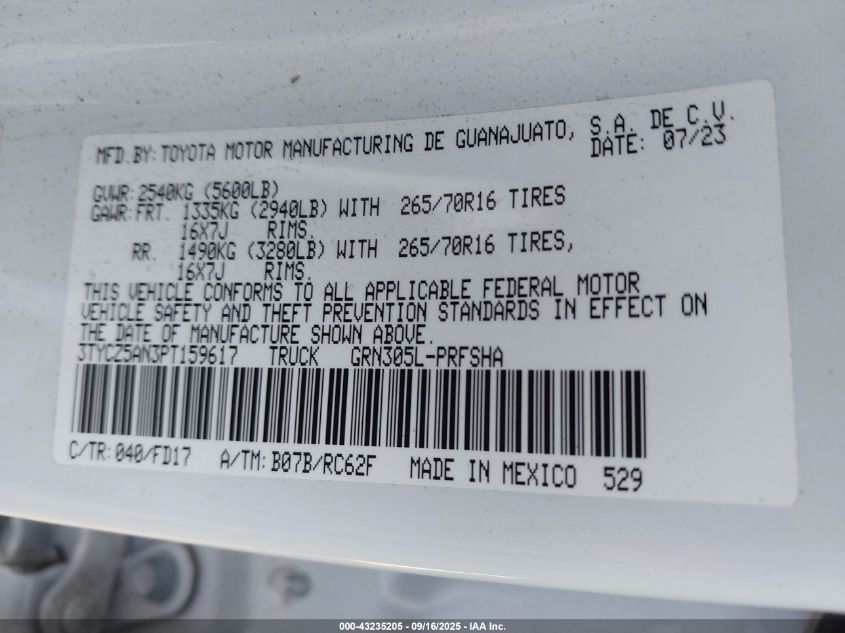 MFD.BY: TOYOTA MOTOR MANUFACTURING DE GUANAJUATO, S.A. DE C.V.
DATE: 07/23
GVWR: 2540KG (5600LB)
GAWR: FRT. 1335KG (2940LB) WITH 265/70R16 TIRES
16X7J RIMS.
RR. 1490KG (3280LB) WITH 265/70R16 TIRES,
16X7J RIMS.
THIS VEHICLE CONFORMS TO ALL APPLICABLE FEDERAL MOTOR
VEHICLE SAFETY AND THEFT PREVENTION STANDARDS IN EFFECT ON
THE DATE OF MANUFACTURE SHOWN ABOVE.
3TYCZ5AN3PT159617 TRUCK GRN305L-PRFSHA
C/TR: 040/FD17 A/TM: B07B/RC62F MADE IN MEXICO 529
000-43235205 - 09/16/2025 - IAA Inc.